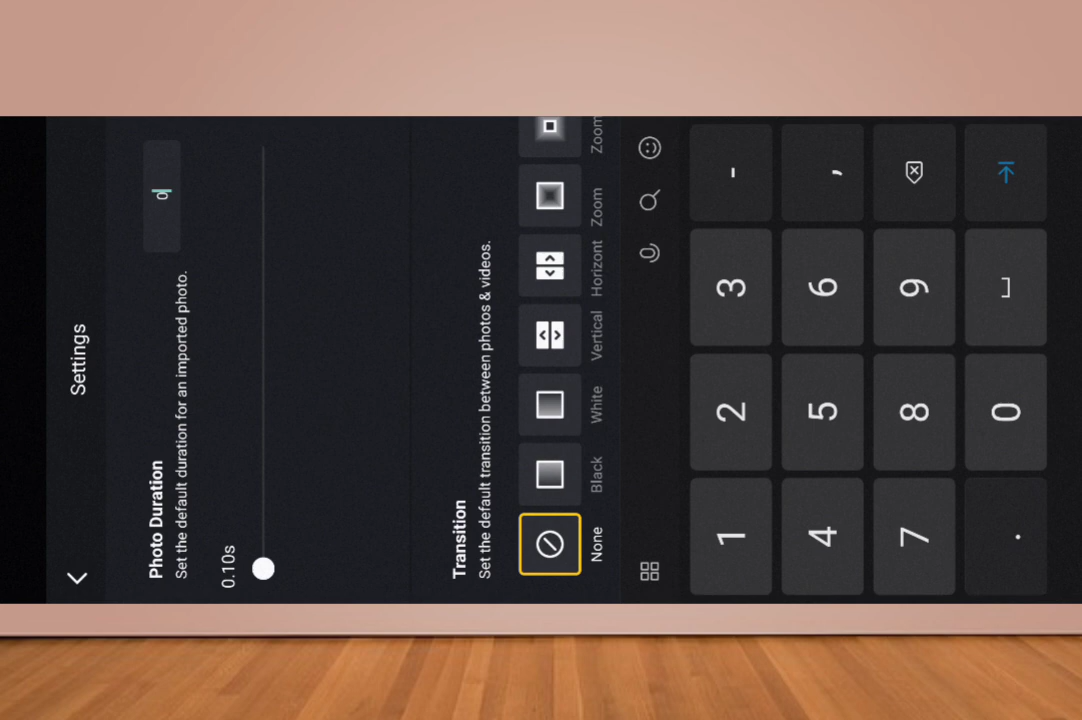 Settings
Photo Duration
0
Set the default duration for an imported photo.
0.10s
Transition
Set the default transition between photos & videos.
None Black White Vertical Horizont Zoom Zoom
1 2 3 -
4 5 6 ,
7 8 9
. 0